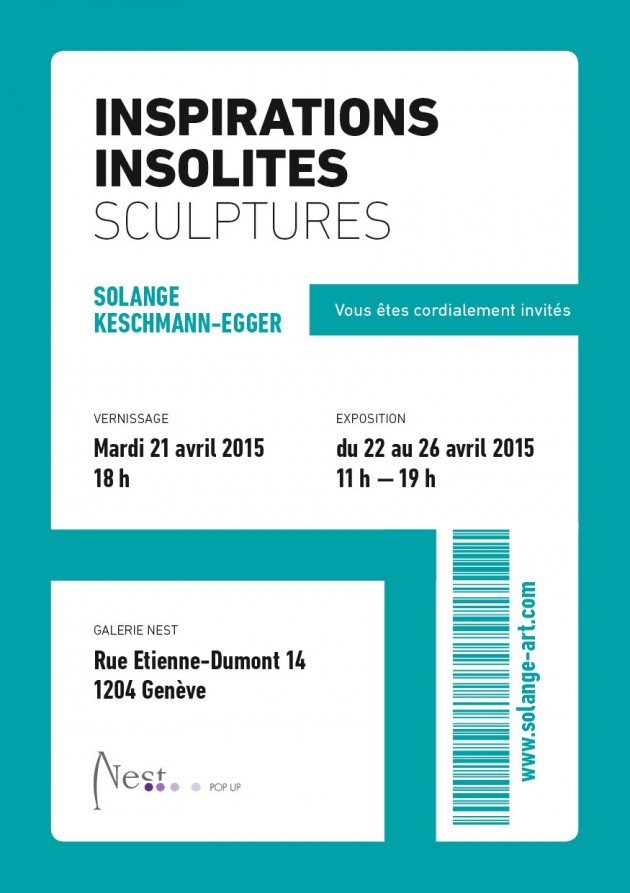 INSPIRATIONS
INSOLITES
SCULPTURES
SOLANGE
KESCHMANN-EGGER
Vous êtes cordialement invités
VERNISSAGE
Mardi 21 avril 2015
18 h
EXPOSITION
du 22 au 26 avril 2015
11 h — 19 h
GALERIE NEST
Rue Etienne-Dumont 14
1204 Genève
Nest POP UP
www.solange-art.com